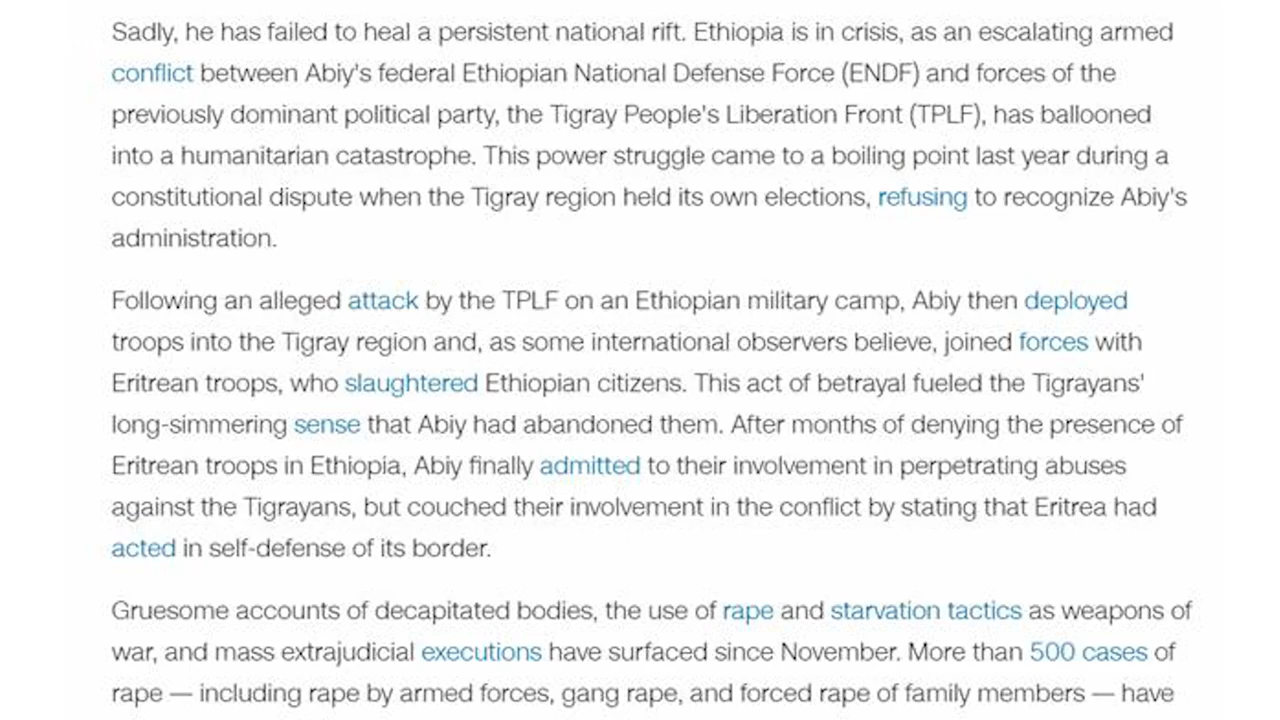 Sadly, he has failed to heal a persistent national rift. Ethiopia is in crisis, as an escalating armed
conflict between Abiy's federal Ethiopian National Defense Force (ENDF) and forces of the
previously dominant political party, the Tigray People's Liberation Front (TPLF), has ballooned
into a humanitarian catastrophe. This power struggle came to a boiling point last year during a
constitutional dispute when the Tigray region held its own elections, refusing to recognize Abiy's
administration.
Following an alleged attack by the TPLF on an Ethiopian military camp, Abiy then deployed
troops into the Tigray region and, as some international observers believe, joined forces with
Eritrean troops, who slaughtered Ethiopian citizens. This act of betrayal fueled the Tigrayans'
long-simmering sense that Abiy had abandoned them. After months of denying the presence of
Eritrean troops in Ethiopia, Abiy finally admitted to their involvement in perpetrating abuses
against the Tigrayans, but couched their involvement in the conflict by stating that Eritrea had
acted in self-defense of its border.
Gruesome accounts of decapitated bodies, the use of rape and starvation tactics as weapons of
war, and mass extrajudicial executions have surfaced since November. More than 500 cases of
rape — including rape by armed forces, gang rape, and forced rape of family members — have